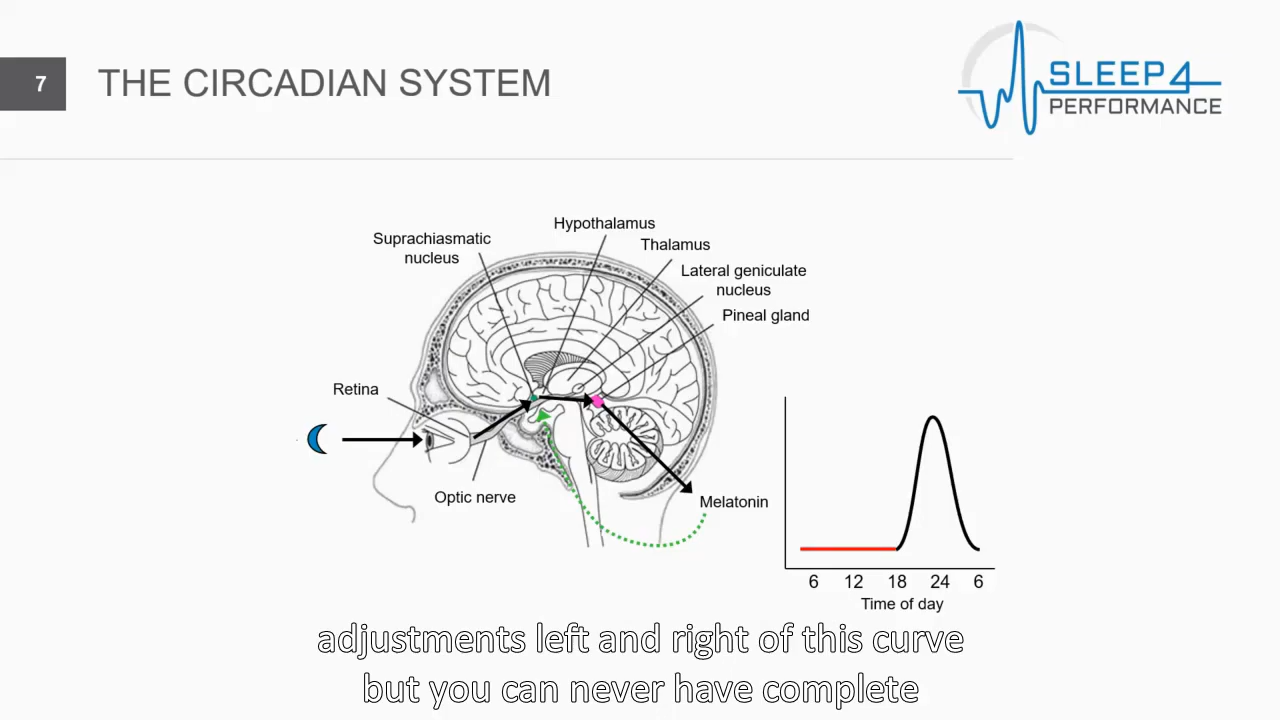 7
THE CIRCADIAN SYSTEM
SLEEP4
PERFORMANCE
Hypothalamus
Suprachiasmatic
nucleus
Thalamus
Lateral geniculate
nucleus
Pineal gland
Retina
Optic nerve
Melatonin
6 12 18 24 6
Time of day
adjustments left and right of this curve
but you can never have complete